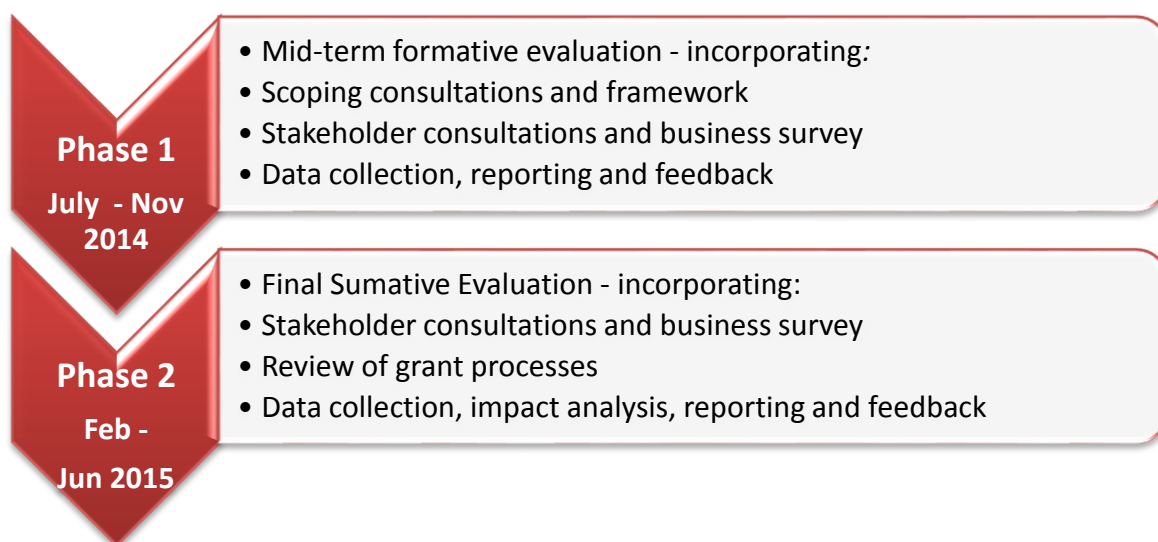 Phase 1
July - Nov
2014
• Mid-term formative evaluation - incorporating:
• Scoping consultations and framework
• Stakeholder consultations and business survey
• Data collection, reporting and feedback
Phase 2
Feb -
Jun 2015
• Final Sumative Evaluation - incorporating:
• Stakeholder consultations and business survey
• Review of grant processes
• Data collection, impact analysis, reporting and feedback